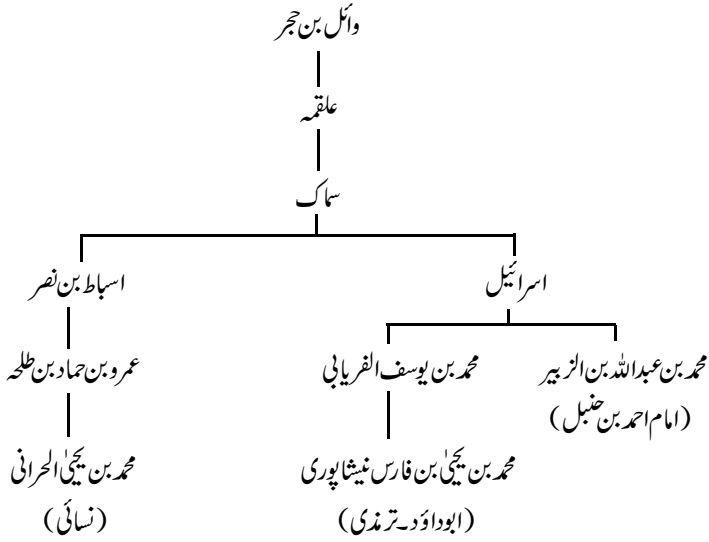 وائل بن حجر
علقمہ
سماک
اسرائیل
اسباط بن نصر
محمد بن عبداللہ بن الزبیر
(امام احمد بن حنبل)
محمد بن یوسف الفریابی
عمرو بن حماد بن طلحہ
محمد بن یحییٰ بن فارس نیشاپوری
(ابوداؤد۔ترمذی)
محمد بن یحییٰ الحرانی
(نسائی)